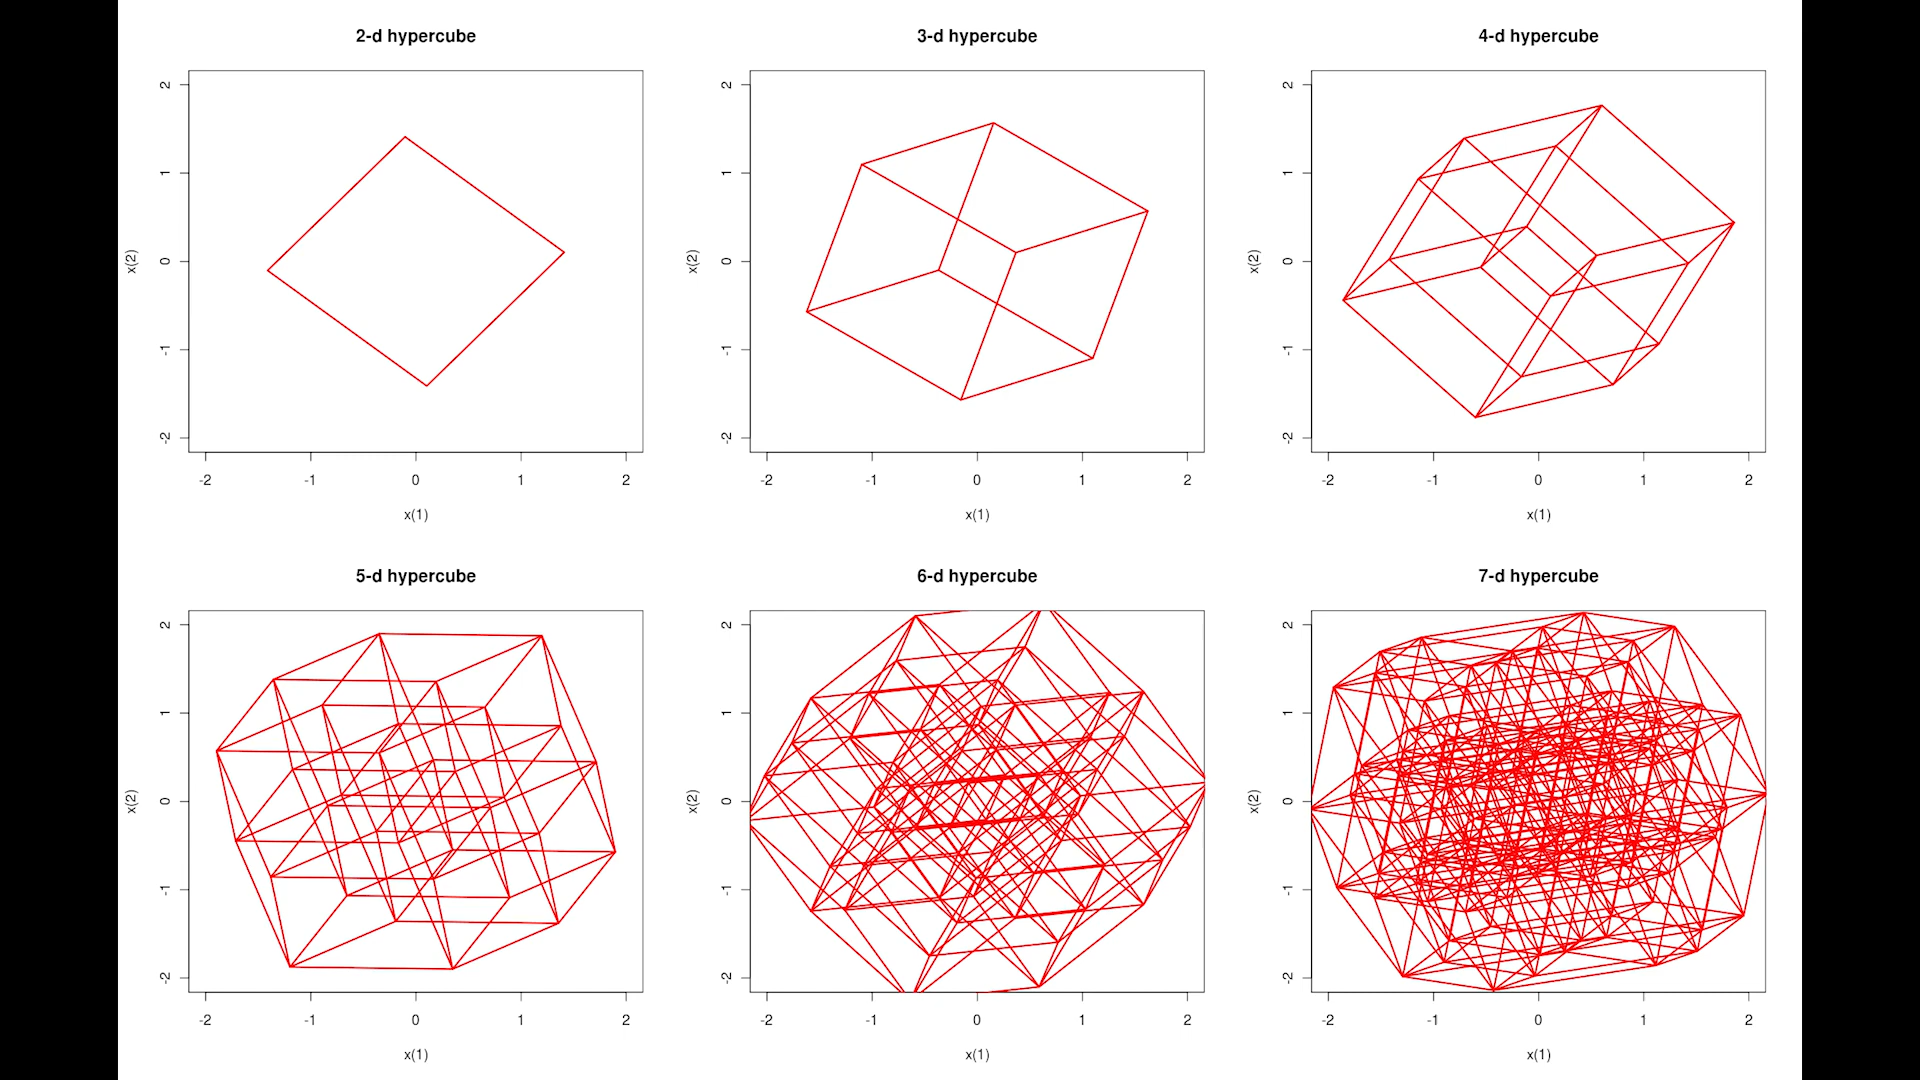 2-d hypercube
2
1
0
-1
-2
x(2)
-2 -1 0 1 2
x(1)
3-d hypercube
2
1
0
-1
-2
x(2)
-2 -1 0 1 2
x(1)
4-d hypercube
2
1
0
-1
-2
x(2)
-2 -1 0 1 2
x(1)
5-d hypercube
2
1
0
-1
-2
x(2)
-2 -1 0 1 2
x(1)
6-d hypercube
2
1
0
-1
-2
x(2)
-2 -1 0 1 2
x(1)
7-d hypercube
2
1
0
-1
-2
x(2)
-2 -1 0 1 2
x(1)